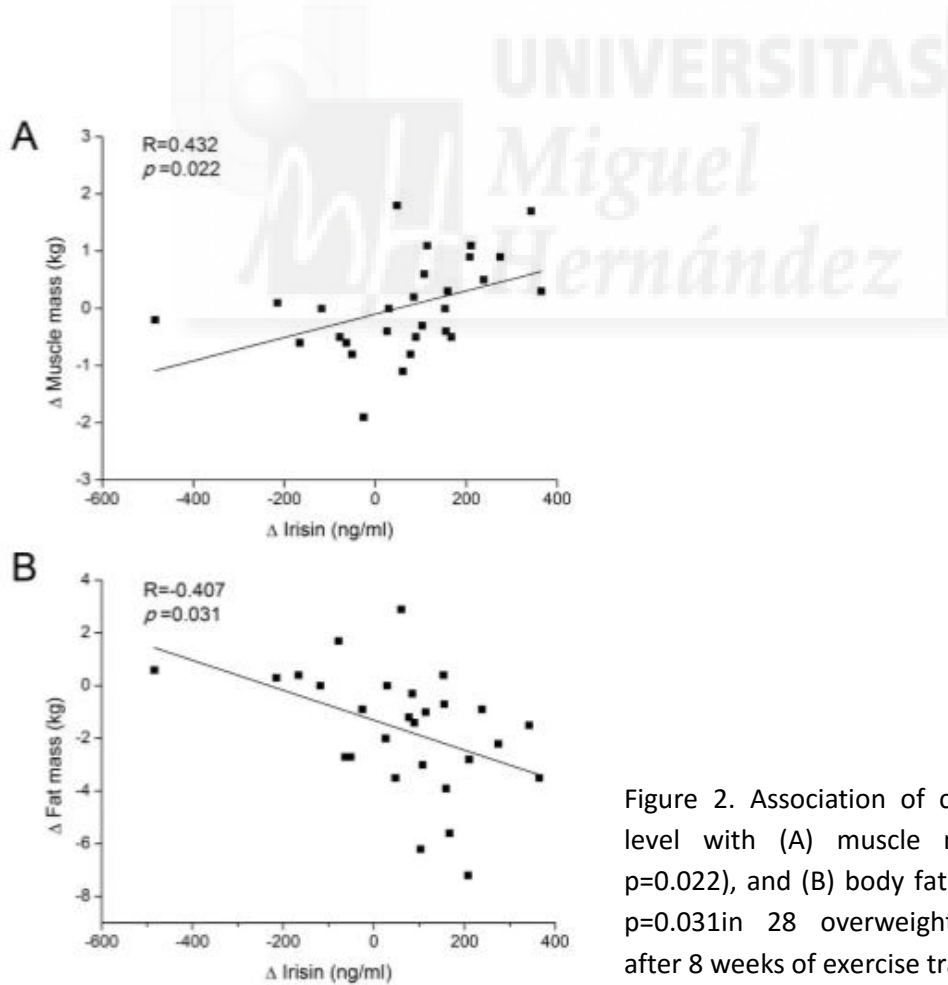 UNIVERSITAS
Miguel
Hernández
A
R=0.432
p=0.022
3
2
1
0
-1
-2
-3
Δ Muscle mass (kg)
-600 -400 -200 0 200 400
Δ Irisin (ng/ml)
B
R=-0.407
p=0.031
4
2
0
-2
-4
-6
-8
Δ Fat mass (kg)
-600 -400 -200 0 200 400
Δ Irisin (ng/ml)
Figure 2. Association of
level with (A) muscle
p=0.022), and (B) body fat
p=0.031in 28 overweight
after 8 weeks of exercise